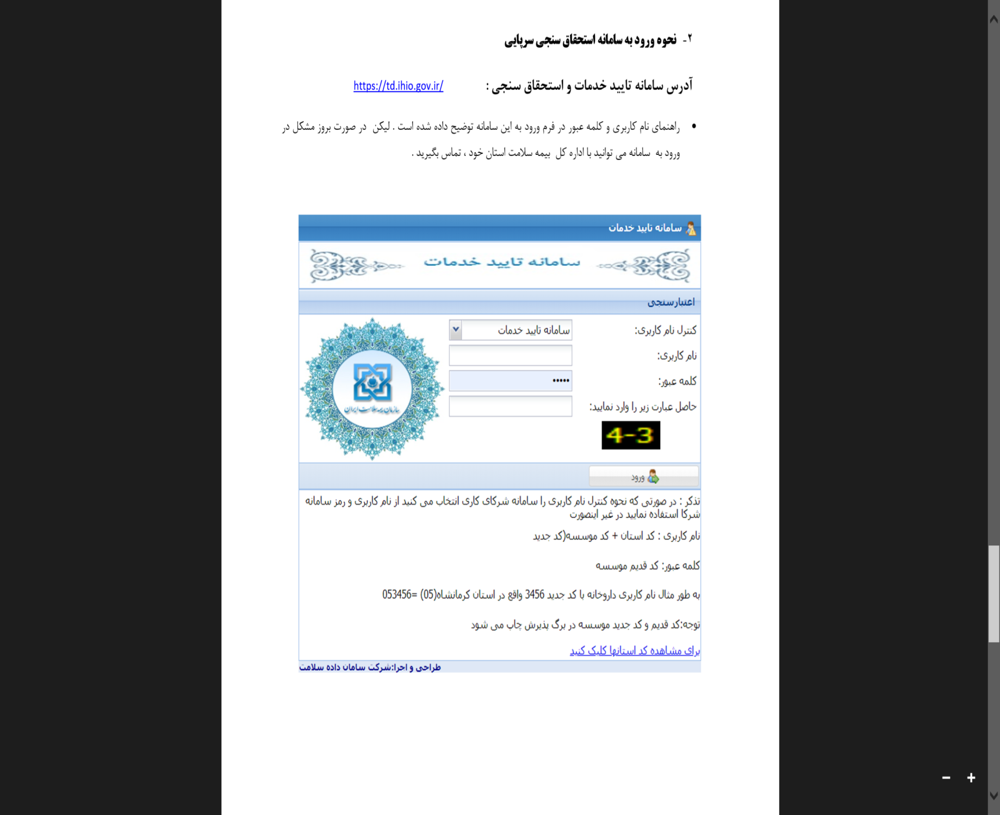 ۲- نحوه ورود به سامانه استحقاق سنجی سرپایی
آدرس سامانه تایید خدمات و استحقاق سنجی : https://td.ihio.gov.ir/
• راهنمای نام کاربری و کلمه عبور در فرم ورود به این سامانه توضیح داده شده است . لیکن در صورت بروز مشکل در
ورود به سامانه می توانید با اداره کل بیمه سلامت استان خود ، تماس بگیرید .
سامانه تایید خدمات
سامانه تایید خدمات
اعتبارسنجی
کنترل نام کاربری: سامانه تایید خدمات
نام کاربری:
کلمه عبور: •••••
حاصل عبارت زیر را وارد نمایید:
4-3
سازمان بیمه سلامت ایران
ورود
تذکر : در صورتی که نحوه کنترل نام کاربری را سامانه شرکای کاری انتخاب می کنید از نام کاربری و رمز سامانه
شرکا استفاده نمایید در غیر اینصورت
نام کاربری : کد استان + کد موسسه(کد جدید
کلمه عبور: کد قدیم موسسه
به طور مثال نام کاربری داروخانه با کد جدید 3456 واقع در استان کرمانشاه(05) =053456
توجه:کد قدیم و کد جدید موسسه در برگ پذیرش چاپ می شود
برای مشاهده کد استانها کلیک کنید
طراحی و اجرا:شرکت سامان داده سلامت